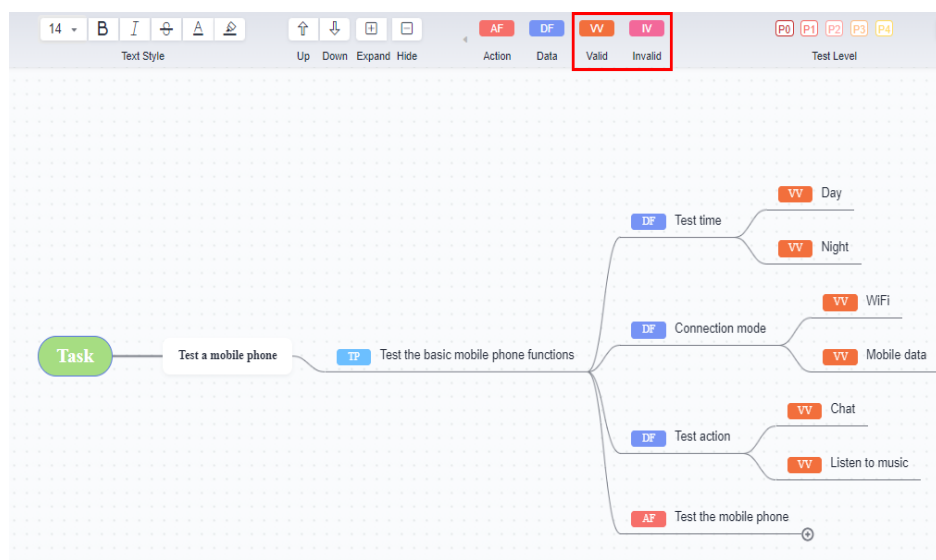 14 B I S A
Text Style
Up Down Expand Hide
AF DF VV IV
Action Data Valid Invalid
P0 P1 P2 P3 P4
Test Level
Task
Test a mobile phone
TP Test the basic mobile phone functions
DF Test time
VV Day
VV Night
DF Connection mode
VV WiFi
VV Mobile data
DF Test action
VV Chat
VV Listen to music
AF Test the mobile phone